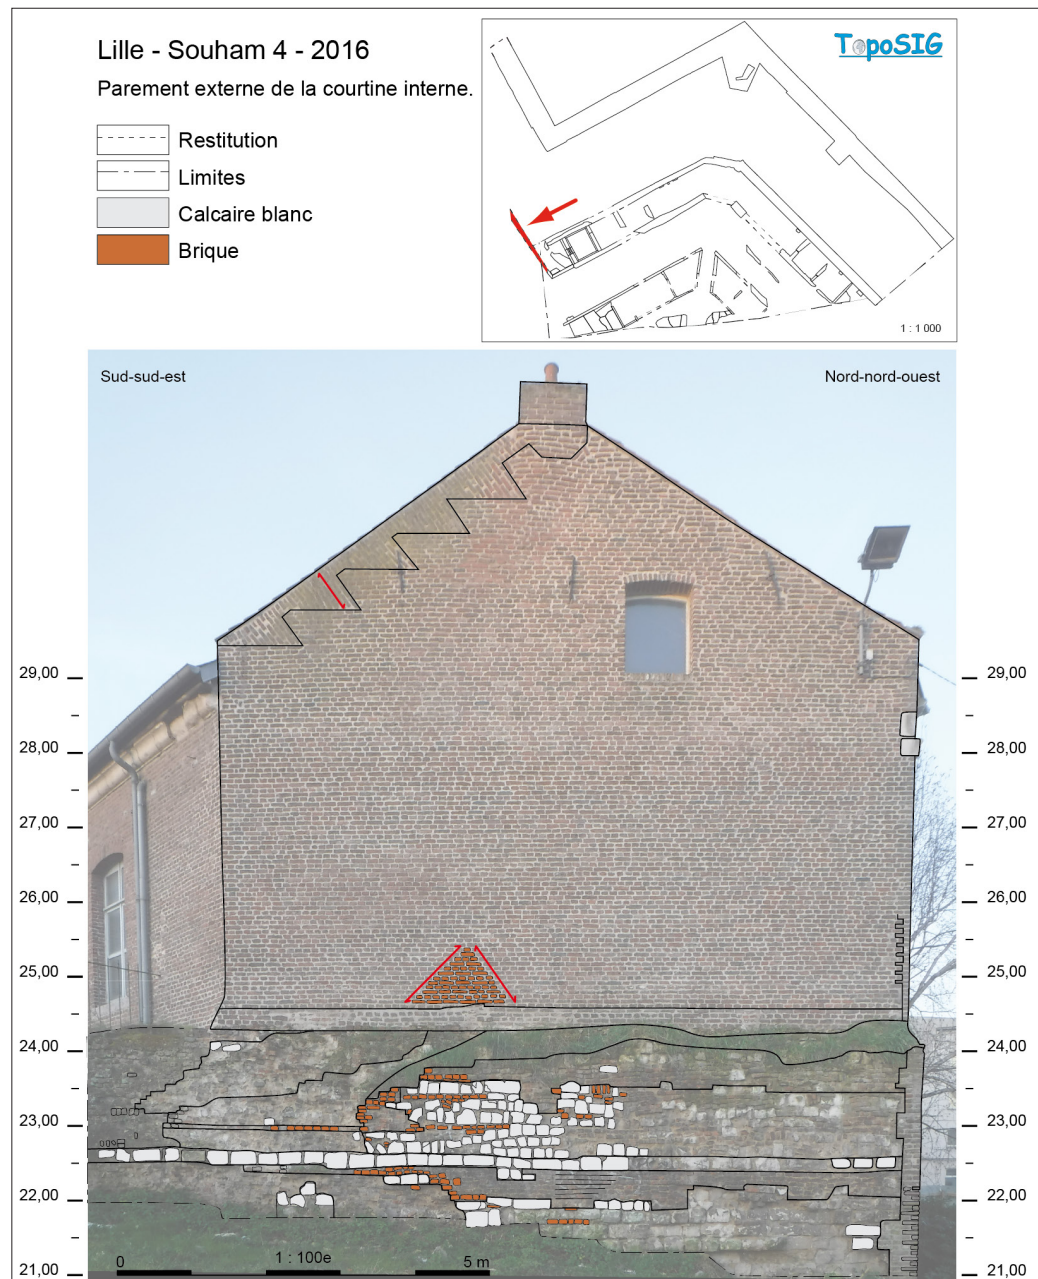 Lille - Souham 4 - 2016
Parement externe de la courtine interne.
Restitution
Limites
Calcaire blanc
Brique
TopoSIG
1 : 1 000
Sud-sud-est
Nord-nord-ouest
29,00
29,00
28,00
28,00
27,00
27,00
26,00
26,00
25,00
25,00
24,00
24,00
23,00
23,00
22,00
22,00
21,00
21,00
0
1 : 100e
5 m